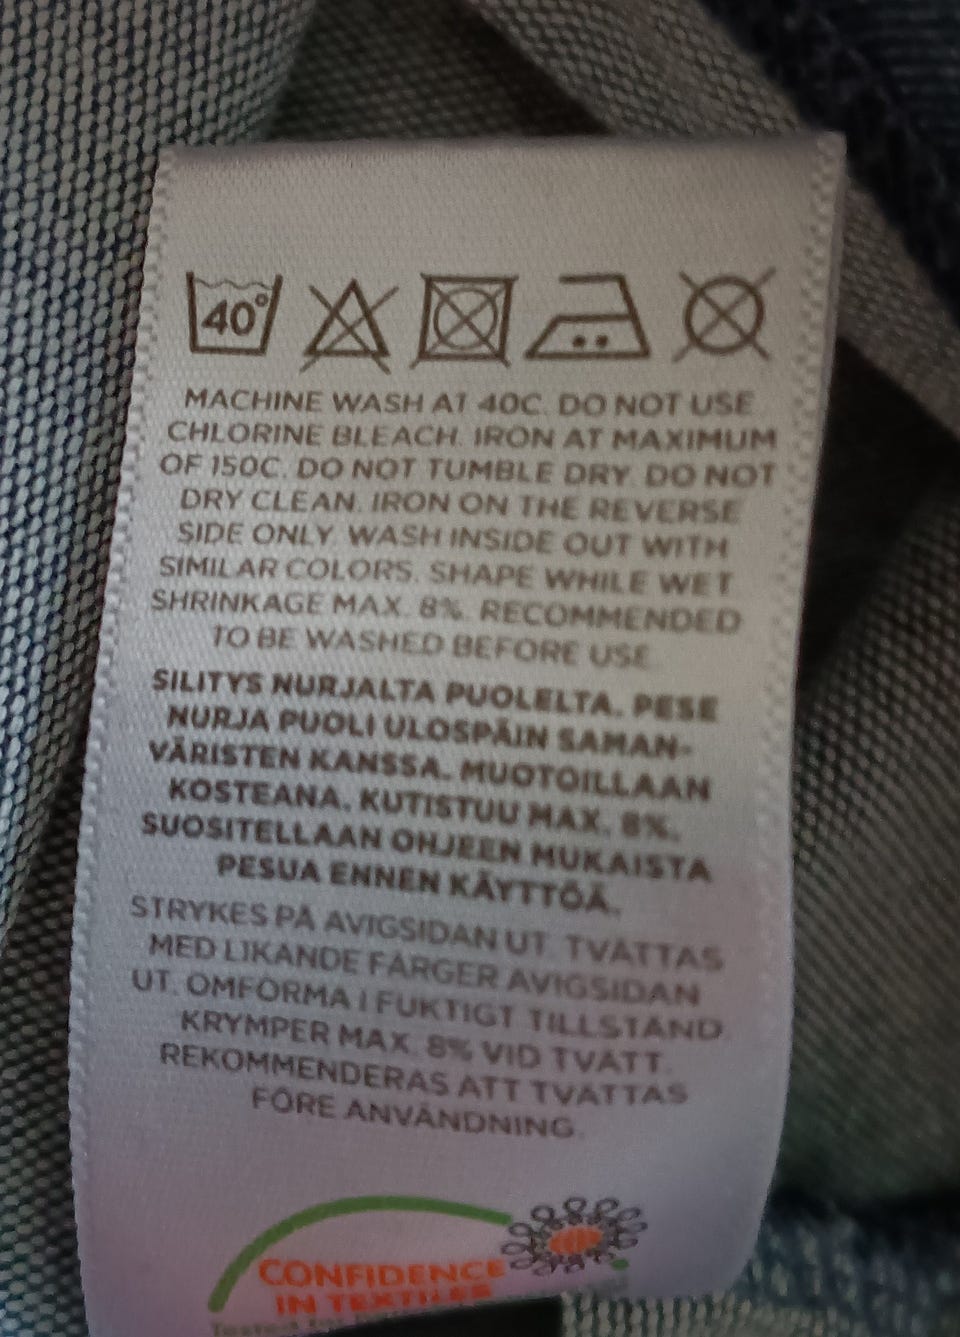 40°
MACHINE WASH AT 40C. DO NOT USE
CHLORINE BLEACH. IRON AT MAXIMUM
OF 150C. DO NOT TUMBLE DRY. DO NOT
DRY CLEAN. IRON ON THE REVERSE
SIDE ONLY. WASH INSIDE OUT WITH
SIMILAR COLORS. SHAPE WHILE WET
SHRINKAGE MAX. 8%. RECOMMENDED
TO BE WASHED BEFORE USE.
SILITYS NURJALTA PUOLELTA. PESE
NURJA PUOLI ULOSPÄIN SAMAN-
VÄRISTEN KANSSA. MUOTOILLAAN
KOSTEANA. KUTISTUU MAX. 8%.
SUOSITELLAAN OHJEEN MUKAISTA
PESUA ENNEN KÄYTTÖÄ.
STRYKES PÅ AVIGSIDAN UT. TVÄTTAS
MED LIKANDE FÄRGER AVIGSIDAN
UT. OMFORMA I FUKTIGT TILLSTÅND.
KRYMPER MAX. 8% VID TVÄTT.
REKOMMENDERAS ATT TVÄTTAS
FÖRE ANVÄNDNING.
CONFIDENCE
IN TEXTILES
Tested for